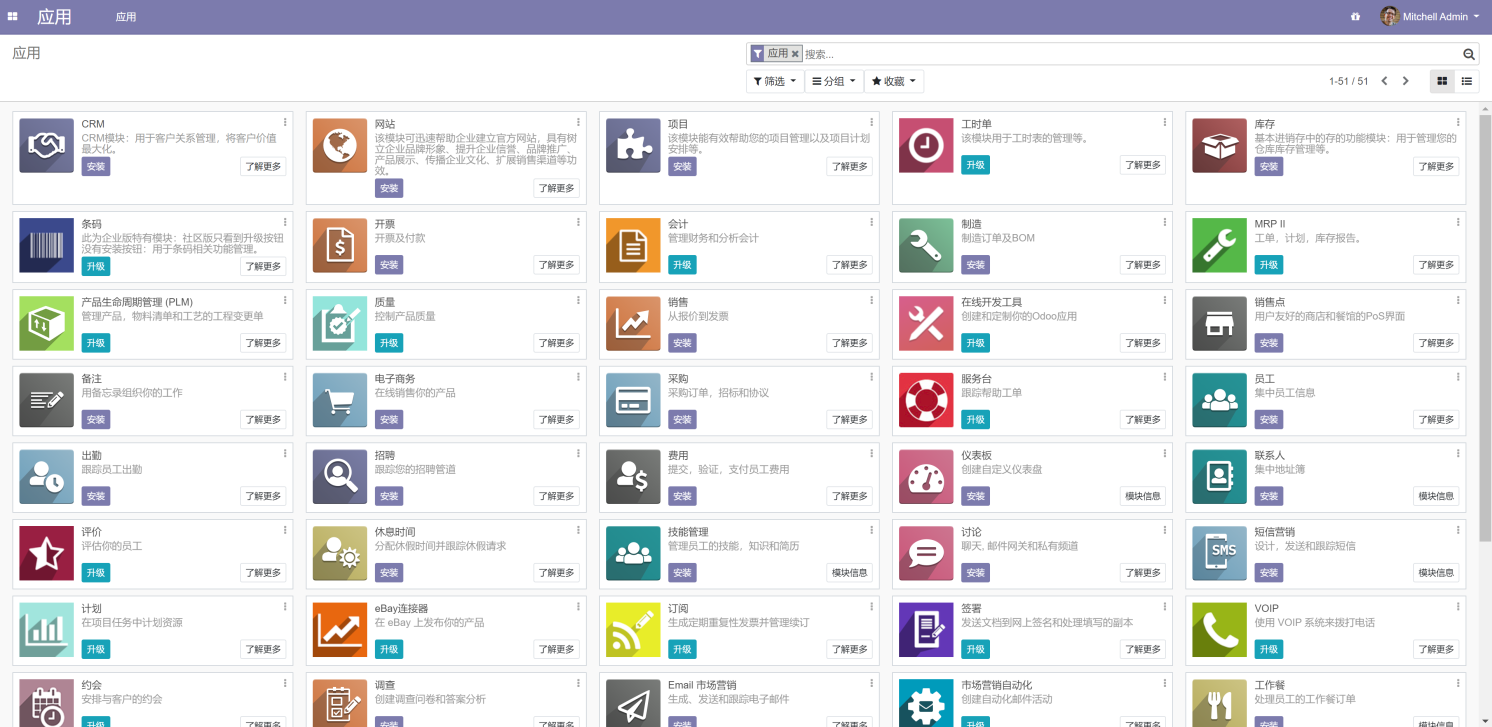 应用
应用
Mitchell Admin
应用
应用
搜索...
筛选
分组
收藏
1-51 / 51
CRM
CRM模块：用于客户关系管理，将客户价值
最大化。
安装
了解更多
网站
该模块可迅速帮助企业建立官方网站，具有树
立企业品牌形象、提升企业信誉、品牌推广、
产品展示、传播企业文化、扩展销售渠道等功
效。
安装
了解更多
项目
该模块能有效帮助您的项目管理以及项目计划
安排等。
安装
了解更多
工时单
该模块用于工时表的管理等。
升级
了解更多
库存
基本进销存中的存的功能模块：用于管理您的
仓库库存管理等。
安装
了解更多
条码
此为企业版特有模块：社区版只看到升级按钮
没有安装按钮：用于条码相关功能管理。
升级
了解更多
开票
开票及付款
安装
了解更多
会计
管理财务和分析会计
升级
了解更多
制造
制造订单及BOM
安装
了解更多
MRP II
工单，计划，库存报告。
升级
了解更多
产品生命周期管理 (PLM)
管理产品，物料清单和工艺的工程变更单
升级
了解更多
质量
控制产品质量
升级
了解更多
销售
从报价到发票
安装
了解更多
在线开发工具
创建和定制你的Odoo应用
升级
了解更多
销售点
用户友好的商店和餐馆的PoS界面
安装
了解更多
备注
用备忘录组织你的工作
安装
了解更多
电子商务
在线销售你的产品
安装
了解更多
采购
采购订单，招标和协议
安装
了解更多
服务台
跟踪帮助工单
升级
了解更多
员工
集中员工信息
安装
了解更多
出勤
跟踪员工出勤
安装
了解更多
招聘
跟踪您的招聘管道
安装
了解更多
费用
提交，验证，支付员工费用
安装
了解更多
仪表板
创建自定义仪表盘
安装
模块信息
联系人
集中地址簿
安装
模块信息
评价
评估你的员工
升级
了解更多
休息时间
分配休假时间并跟踪休假请求
安装
了解更多
技能管理
管理员工的技能，知识和简历
安装
模块信息
讨论
聊天, 邮件网关和私有频道
安装
了解更多
SMS
短信营销
设计，发送和跟踪短信
安装
模块信息
计划
在项目任务中计划资源
升级
了解更多
eBay连接器
在 eBay 上发布你的产品
升级
了解更多
订阅
生成定期重复性发票并管理续订
升级
了解更多
签署
发送文档到网上签名和处理填写的副本
升级
了解更多
VOIP
使用 VOIP 系统来拨打电话
升级
了解更多
约会
安排与客户的约会
升级
了解更多
调查
创建调查问卷和答案分析
安装
了解更多
Email 市场营销
生成、发送和跟踪电子邮件
安装
了解更多
市场营销自动化
创建自动化邮件活动
升级
了解更多
工作餐
处理员工的工作餐订单
安装
模块信息